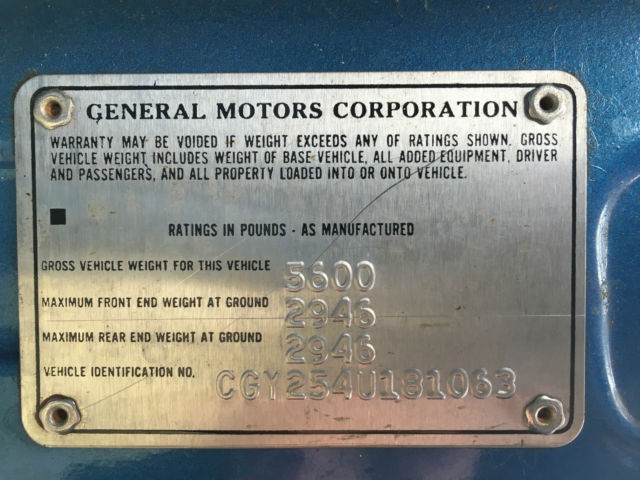 GENERAL MOTORS CORPORATION
WARRANTY MAY BE VOIDED IF WEIGHT EXCEEDS ANY OF RATINGS SHOWN. GROSS
VEHICLE WEIGHT INCLUDES WEIGHT OF BASE VEHICLE, ALL ADDED EQUIPMENT, DRIVER
AND PASSENGERS, AND ALL PROPERTY LOADED INTO OR ONTO VEHICLE.
RATINGS IN POUNDS - AS MANUFACTURED
GROSS VEHICLE WEIGHT FOR THIS VEHICLE 5600
MAXIMUM FRONT END WEIGHT AT GROUND 2946
MAXIMUM REAR END WEIGHT AT GROUND 2946
VEHICLE IDENTIFICATION NO. CGY254U181063